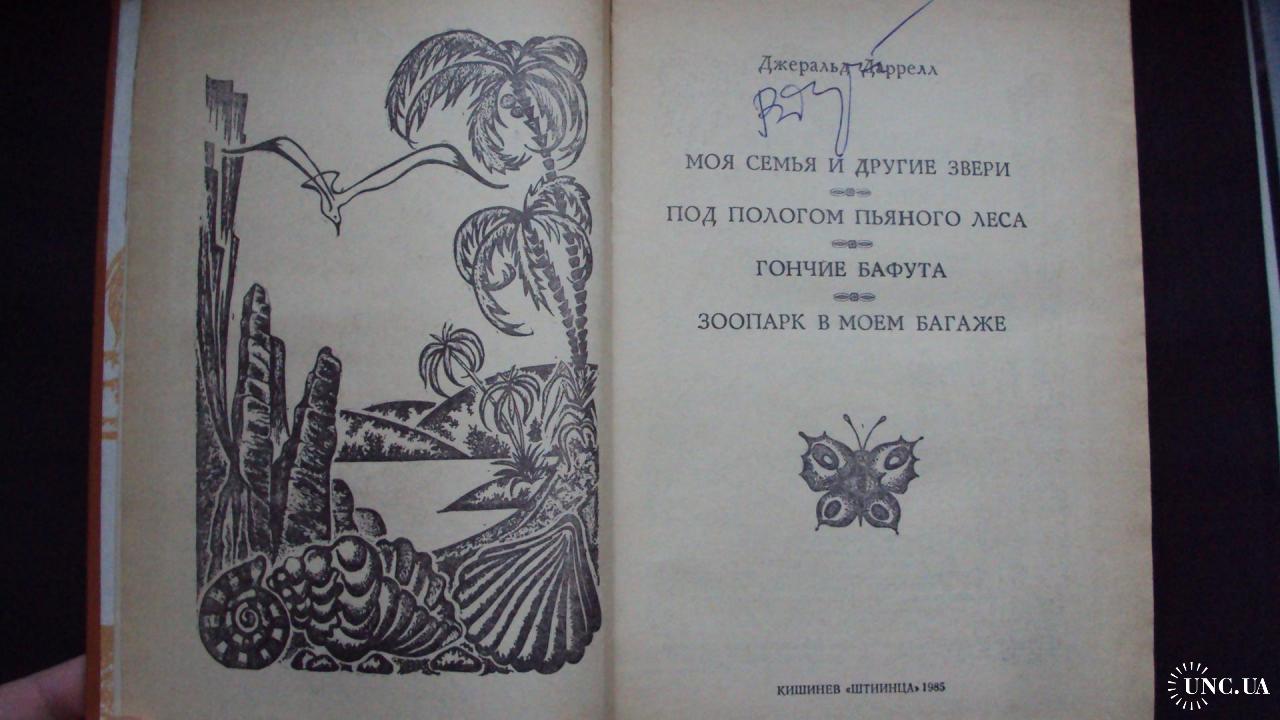 Джеральд Даррелл
МОЯ СЕМЬЯ И ДРУГИЕ ЗВЕРИ
ПОД ПОЛОГОМ ПЬЯНОГО ЛЕСА
ГОНЧИЕ БАФУТА
ЗООПАРК В МОЕМ БАГАЖЕ
КИШИНЕВ «ШТИИНЦА» 1985
UNC.UA